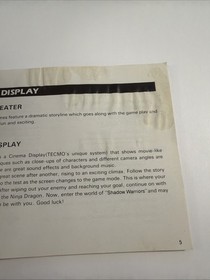 DISPLAY
EATER
nes feature a dramatic storyline which goes along with the game play and
fun and exciting.
SPLAY
s a Cinema Display(TECMO's unique system) that shows movie-like
ques such as close ups of characters and different camera angles are
are great sound effects and background music.
great scene after another, rising to an exciting climax. Follow the story
or the text as the screen changes to the game mode. This is where your
After wiping out your enemy and reaching your goal, continue on with
the Ninja Dragon. Now, enter the world of "Shadow Warriors" and may
be with you. Good luck!
5